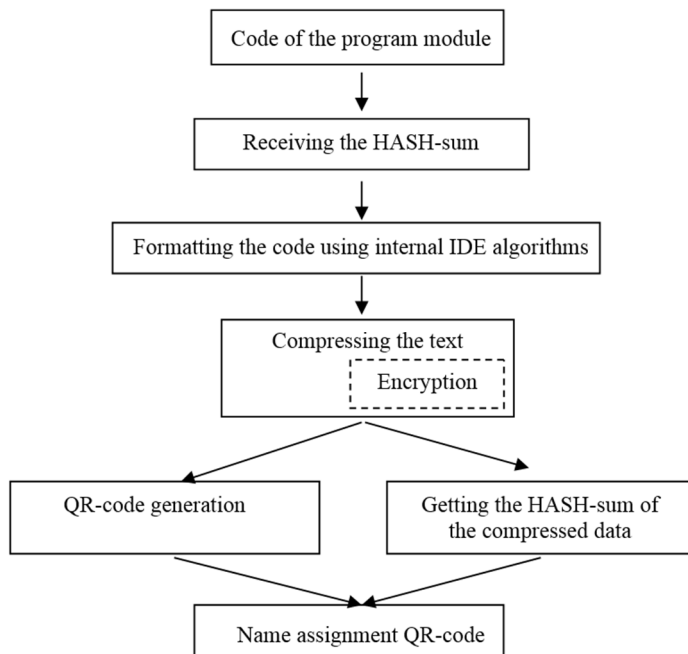 Code of the program module
Receiving the HASH-sum
Formatting the code using internal IDE algorithms
Compressing the text
Encryption
QR-code generation
Getting the HASH-sum of
the compressed data
Name assignment QR-code